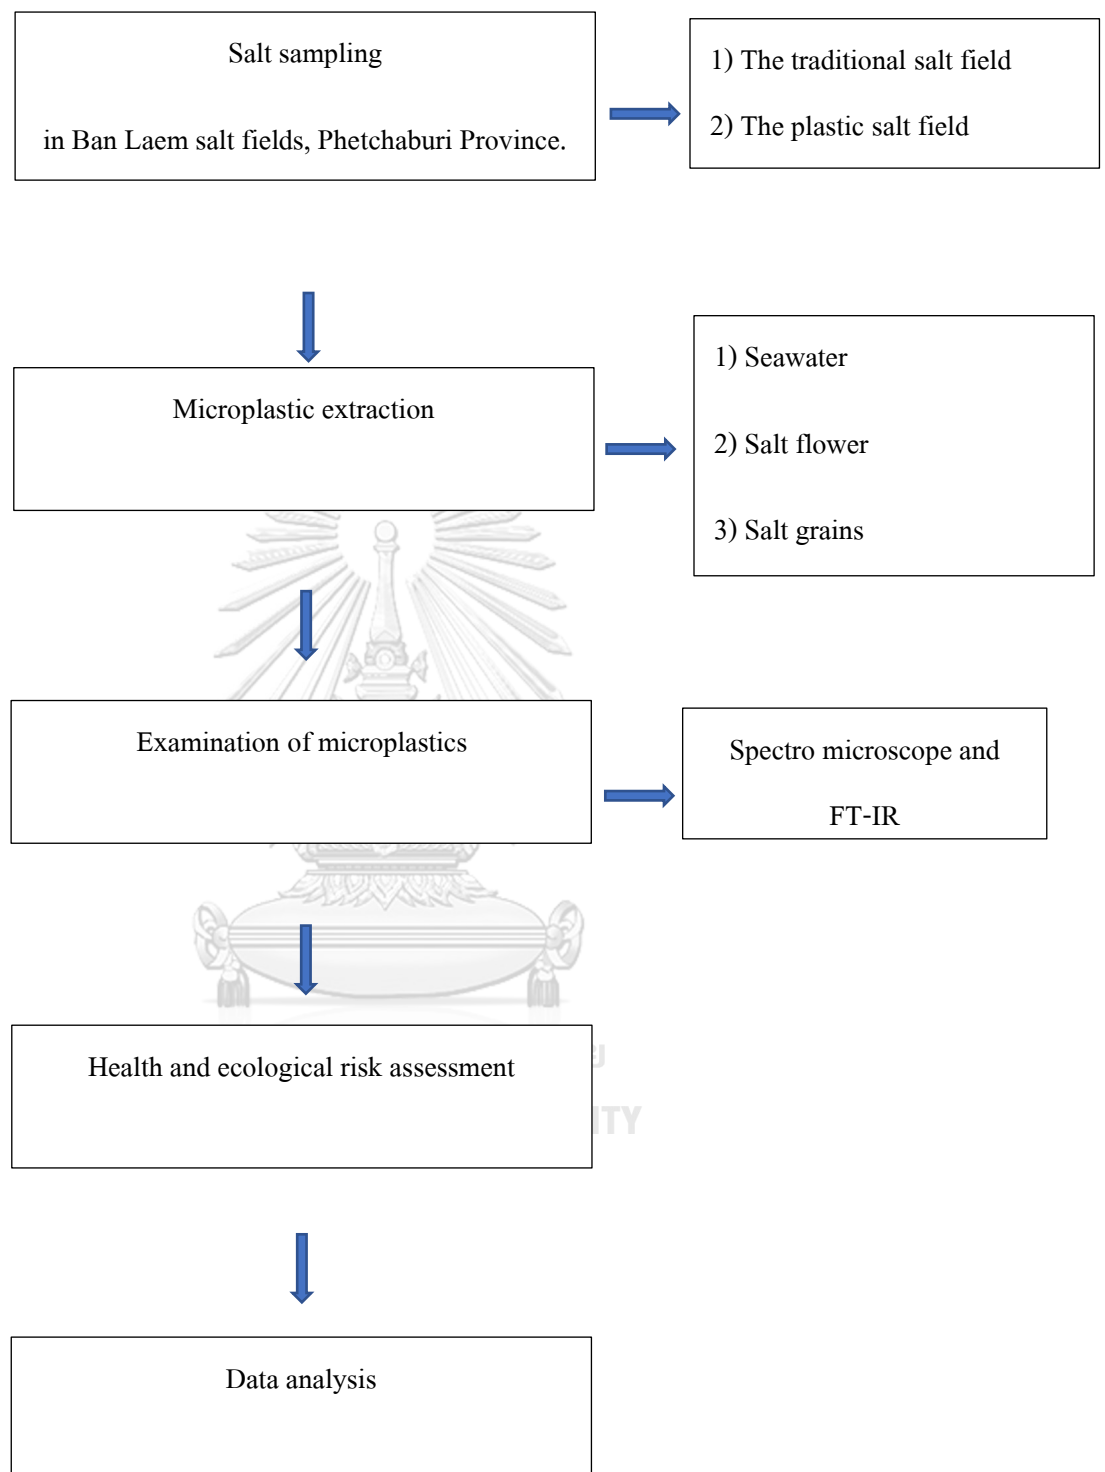 Salt sampling
in Ban Laem salt fields, Phetchaburi Province.
1) The traditional salt field
2) The plastic salt field
Microplastic extraction
1) Seawater
2) Salt flower
3) Salt grains
Examination of microplastics
Spectro microscope and
FT-IR
Health and ecological risk assessment
Data analysis